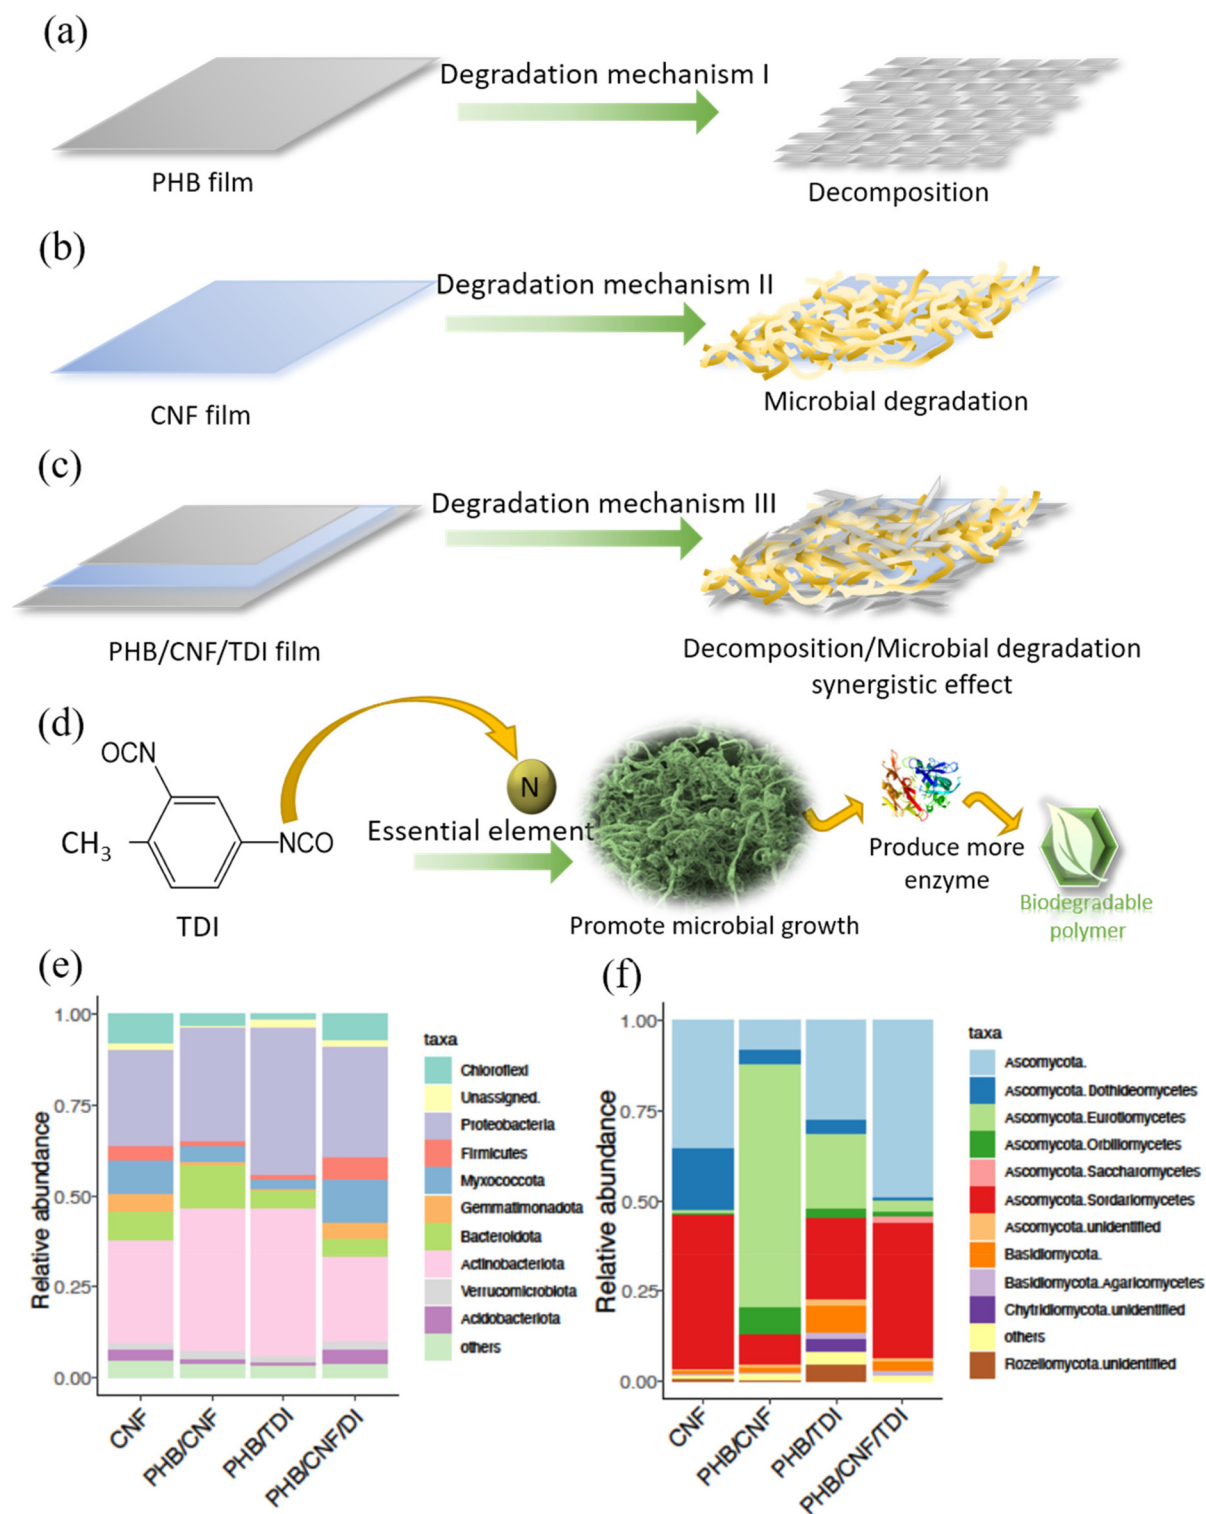 (a)
Degradation mechanism I
PHB film
Decomposition
(b)
Degradation mechanism II
CNF film
Microbial degradation
(c)
Degradation mechanism III
PHB/CNF/TDI film
Decomposition/Microbial degradation
synergistic effect
(d)
OCN
CH3
NCO
TDI
N
Essential element
Promote microbial growth
Produce more
enzyme
Biodegradable
polymer
(e)
Relative abundance
1.00
0.75
0.50
0.25
0.00
CNF
PHB/CNF
PHB/TDI
PHB/CNF/DI
taxa
Chloroflexi
Unassigned.
Proteobacteria
Firmicutes
Myxococcota
Gemmatimonadota
Bacteroidota
Actinobacteriota
Verrucomicrobiota
Acidobacteriota
others
(f)
Relative abundance
1.00
0.75
0.50
0.25
0.00
CNF
PHB/CNF
PHB/TDI
PHB/CNF/TDI
taxa
Ascomycota.
Ascomycota.Dothideomycetes
Ascomycota.Eurotiomycetes
Ascomycota.Orbiliomycetes
Ascomycota.Saccharomycetes
Ascomycota.Sordariomycetes
Ascomycota.unidentified
Basidiomycota.
Basidiomycota.Agaricomycetes
Chytridiomycota.unidentified
others
Rozellomycota.unidentified